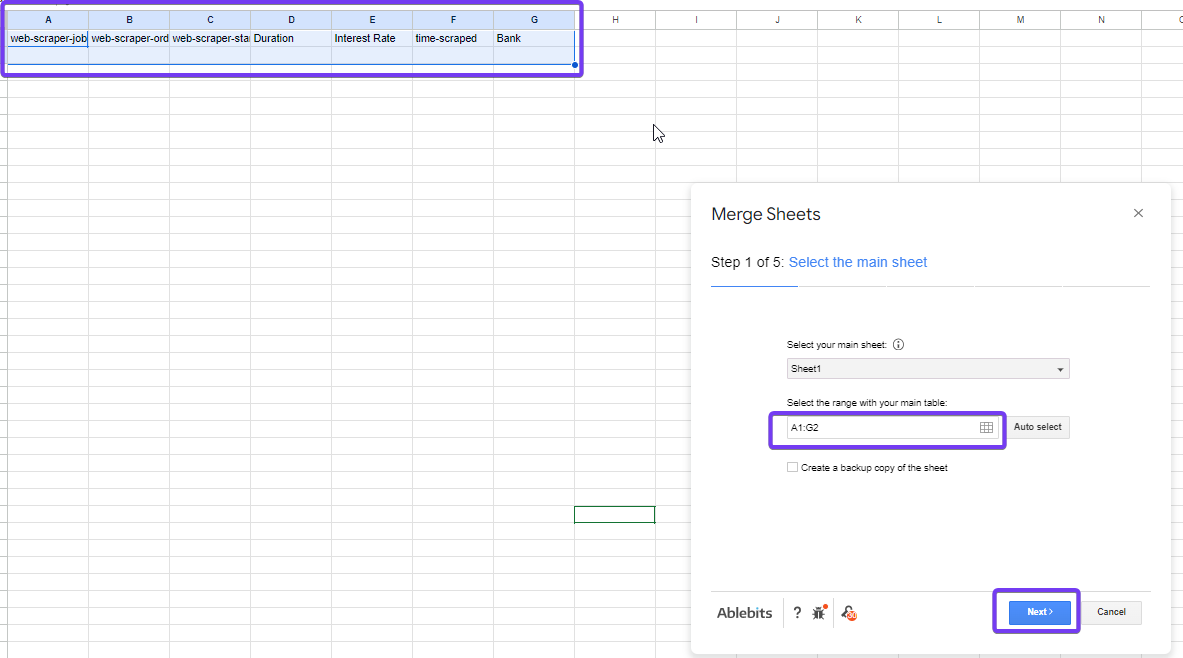 A B C D E F G H I J K L M N
web-scraper-job web-scraper-ord web-scraper-sta Duration Interest Rate time-scraped Bank
Merge Sheets
Step 1 of 5: Select the main sheet
Select your main sheet:
Sheet1
Select the range with your main table:
A1:G2 Auto select
Create a backup copy of the sheet
Ablebits ? 30 Next > Cancel